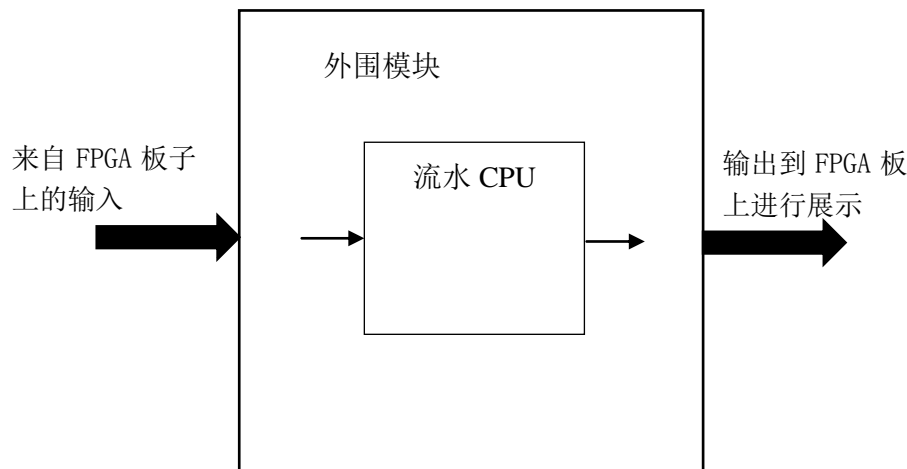 外围模块
来自 FPGA 板子
上的输入
流水 CPU
输出到 FPGA 板
上进行展示